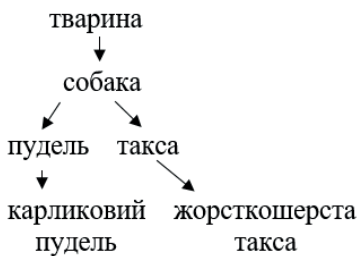 тварина
собака
пудель такса
карликовий жорсткошерста
пудель такса